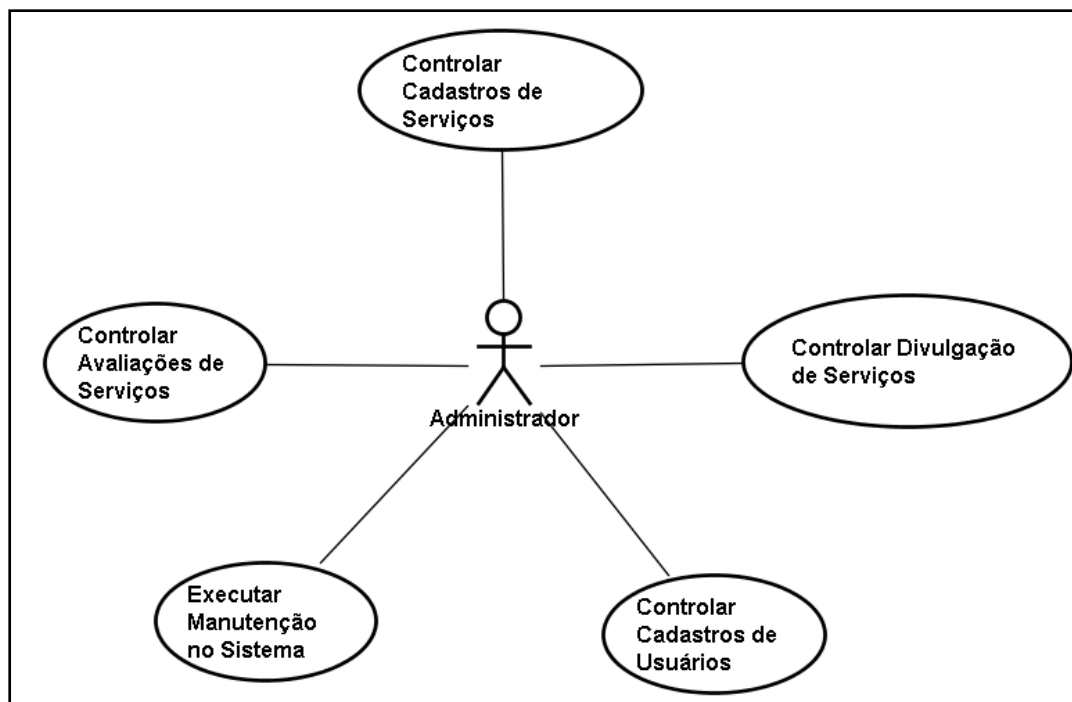 Controlar
Cadastros de
Serviços
Controlar
Avaliações de
Serviços
Controlar Divulgação
de Serviços
Administrador
Executar
Manutenção
no Sistema
Controlar
Cadastros de
Usuários